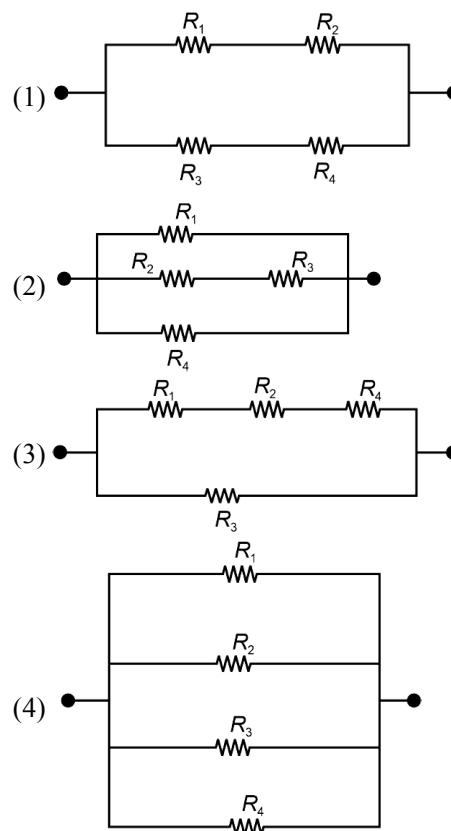 R1 R2
(1)
R3 R4
R1
(2) R2 R3
R4
R1 R2 R4
(3)
R3
R1
R2
(4)
R3
R4